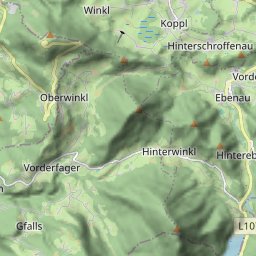 Winkl
Koppl
Hinterschroffenau
Vorde
Oberwinkl
Ebenau
Hinterwinkl
Hintereb
Vorderfager
n
Gfalls
L10